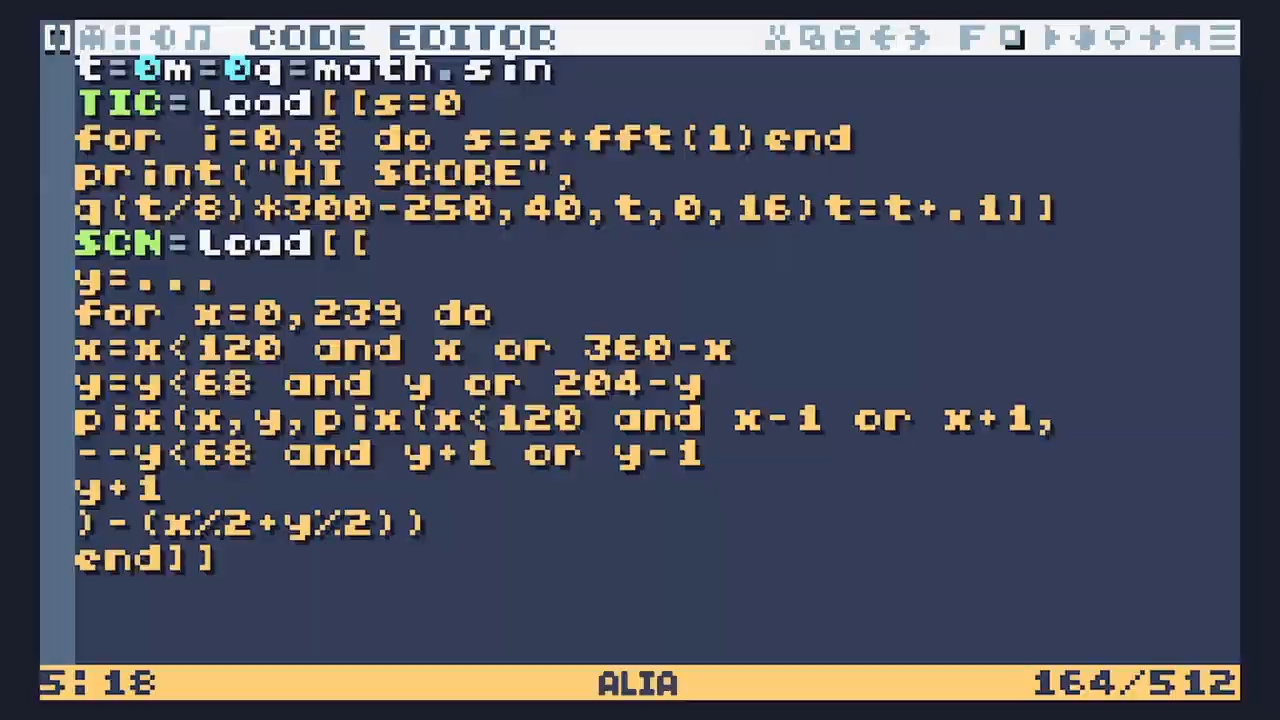 CODE EDITOR
t=0m=0q=math.sin
TIC=load[[s=0
for i=0,8 do s=s+fft(1)end
print("HI SCORE",
q(t/8)*300-250,40,t,0,16)t=t+.1]]
SCN=load[[
y=...
for x=0,239 do
x=x<120 and x or 360-x
y=y<68 and y or 204-y
pix(x,y,pix(x<120 and x-1 or x+1,
--y<68 and y+1 or y-1
y+1
)-(x%2+y%2))
end]]
5:18 ALIA 164/512